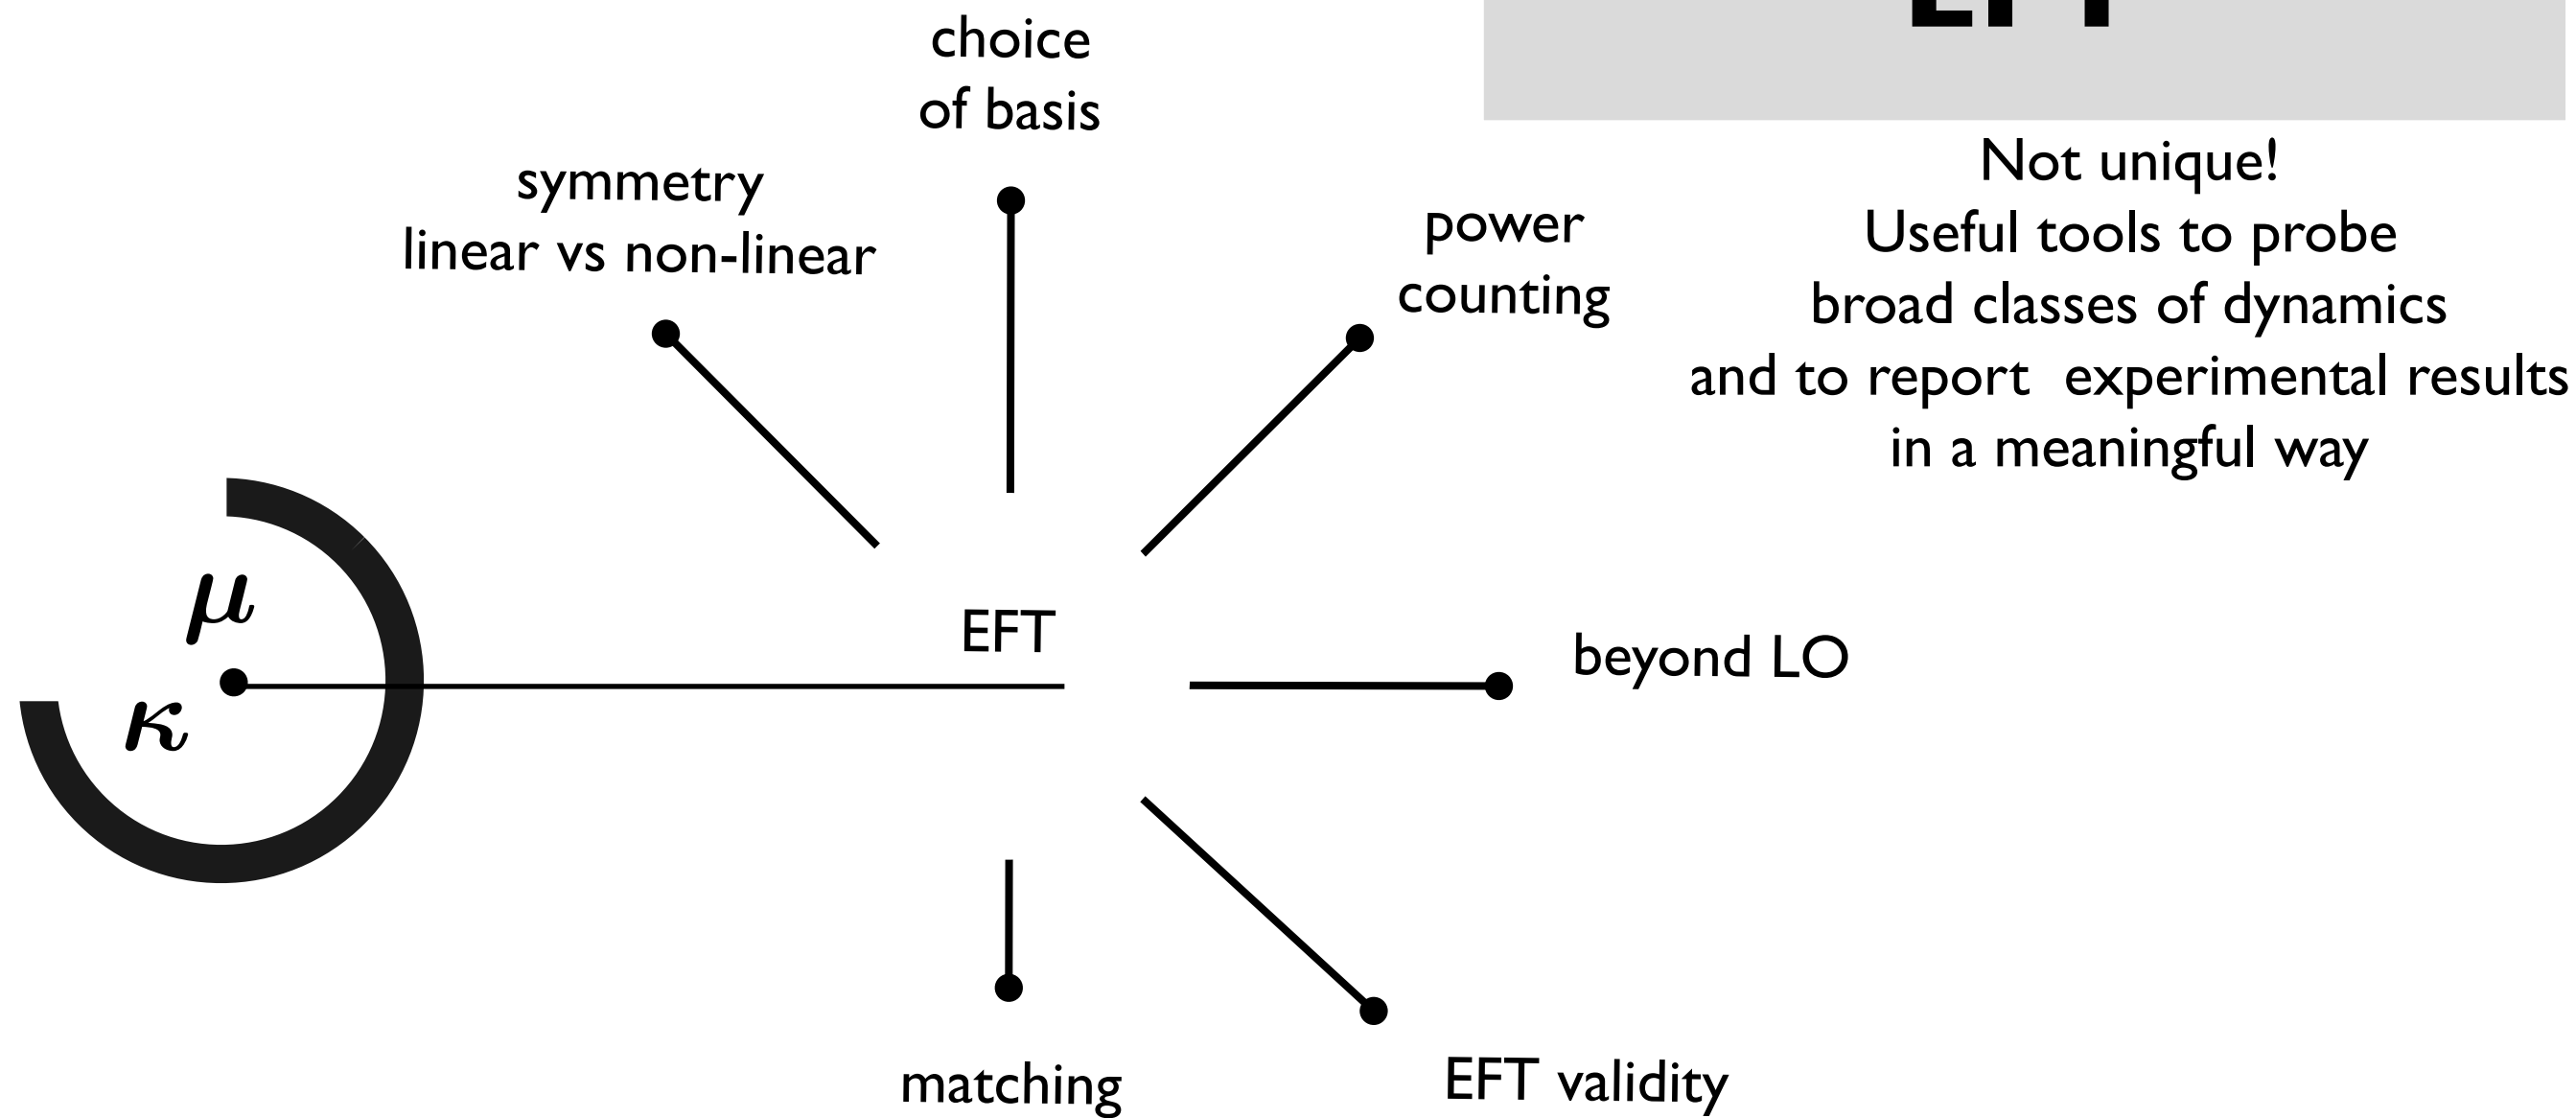 EFT
choice
of basis
symmetry
linear vs non-linear
power
counting
Not unique!
Useful tools to probe
broad classes of dynamics
and to report experimental results
in a meaningful way
μ
κ
EFT
beyond LO
matching
EFT validity